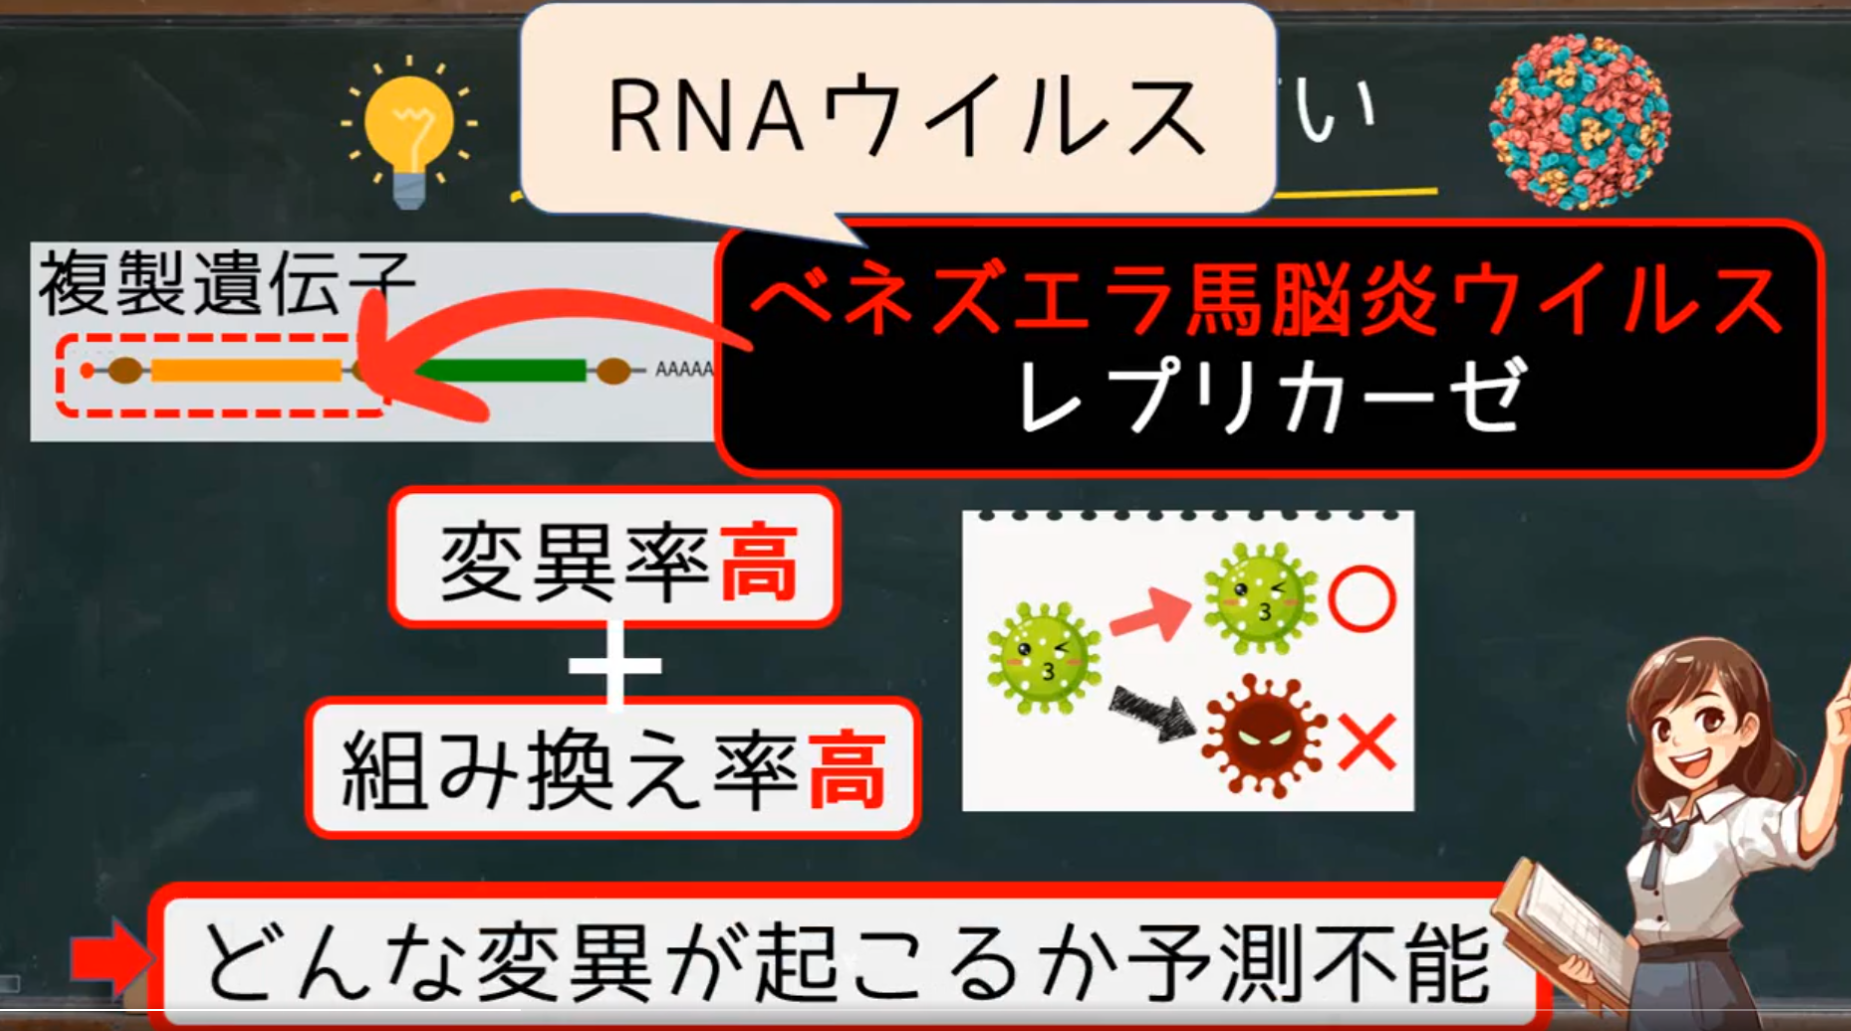 RNAウイルス
い
複製遺伝子
AAAAA
ベネズエラ馬脳炎ウイルス
レプリカーゼ
変異率高
+
組み換え率高
どんな変異が起こるか予測不能